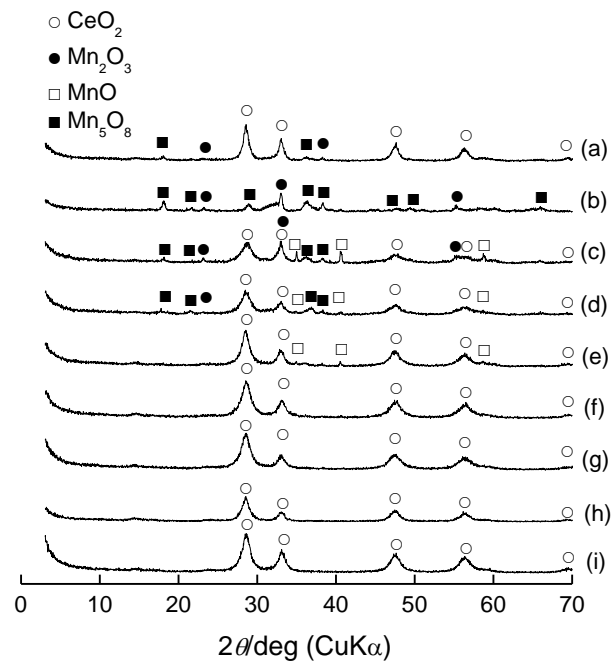 ○ CeO₂
● Mn₂O₃
□ MnO
■ Mn₅O₈
(a)
(b)
(c)
(d)
(e)
(f)
(g)
(h)
(i)
0 10 20 30 40 50 60 70
2θ/deg (CuKα)